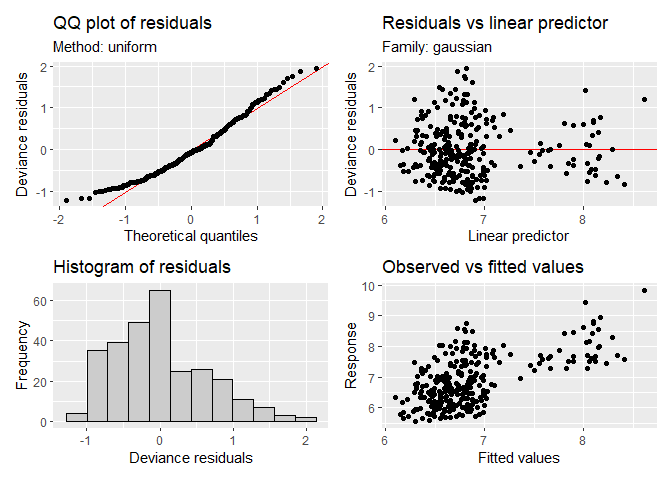 QQ plot of residuals
Method: uniform
Deviance residuals
2
1
0
-1
-2
-1
0
1
2
Theoretical quantiles
Residuals vs linear predictor
Family: gaussian
Deviance residuals
2
1
0
-1
6
7
8
Linear predictor
Histogram of residuals
Frequency
60
40
20
0
-1
0
1
2
Deviance residuals
Observed vs fitted values
Response
10
9
8
7
6
6
7
8
Fitted values